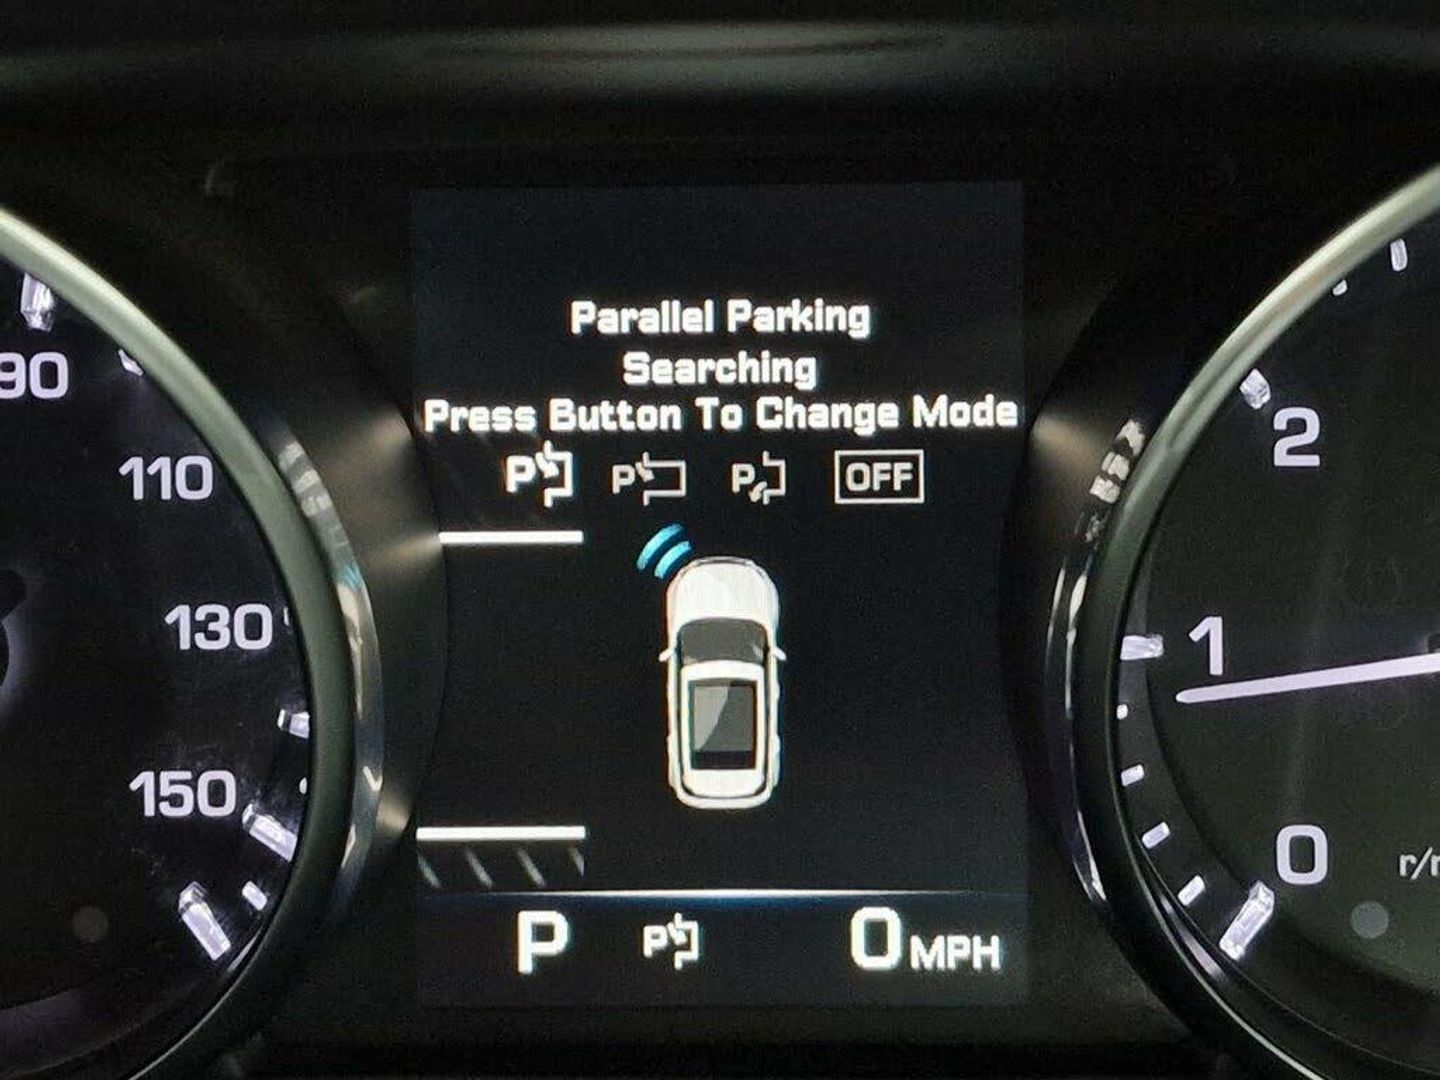 Parallel Parking
Searching
Press Button To Change Mode
P P P OFF
90
110
130
150
2
1
0
P P 0 MPH